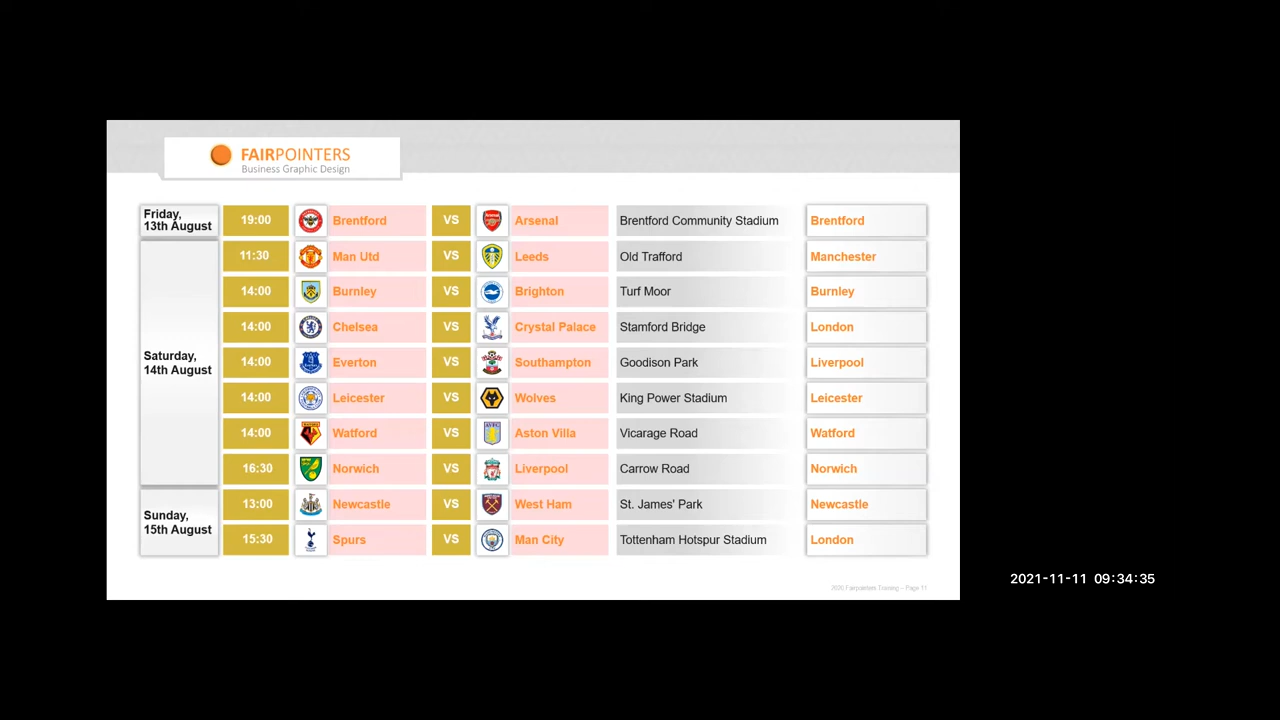 FAIRPOINTERS
Business Graphic Design
Friday,
13th August
19:00 Brentford VS Arsenal Brentford Community Stadium Brentford
11:30 Man Utd VS Leeds Old Trafford Manchester
14:00 Burnley VS Brighton Turf Moor Burnley
14:00 Chelsea VS Crystal Palace Stamford Bridge London
Saturday,
14th August
14:00 Everton VS Southampton Goodison Park Liverpool
14:00 Leicester VS Wolves King Power Stadium Leicester
14:00 Watford VS Aston Villa Vicarage Road Watford
16:30 Norwich VS Liverpool Carrow Road Norwich
Sunday,
15th August
13:00 Newcastle VS West Ham St. James' Park Newcastle
15:30 Spurs VS Man City Tottenham Hotspur Stadium London
Fairpointers Training – Page 11
2021-11-11 09:34:35